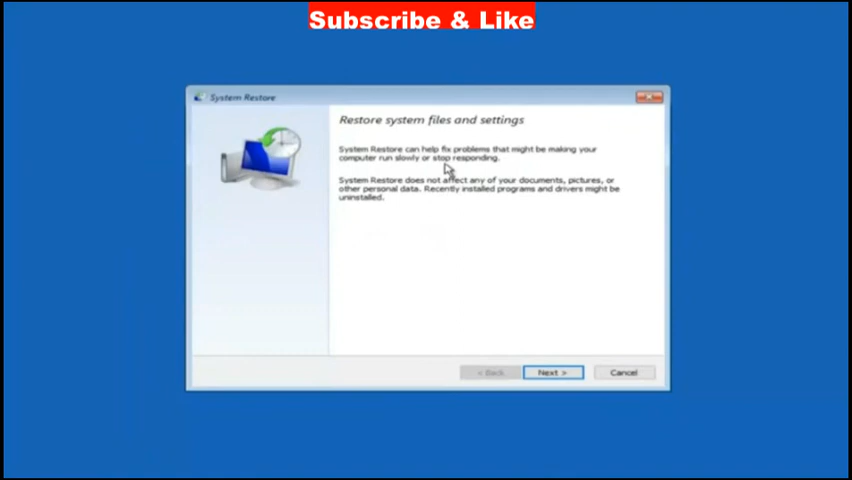 Subscribe & Like
System Restore
Restore system files and settings
System Restore can help fix problems that might be making your
computer run slowly or stop responding.
System Restore does not affect any of your documents, pictures, or
other personal data. Recently installed programs and drivers might be
uninstalled.
< Back
Next >
Cancel